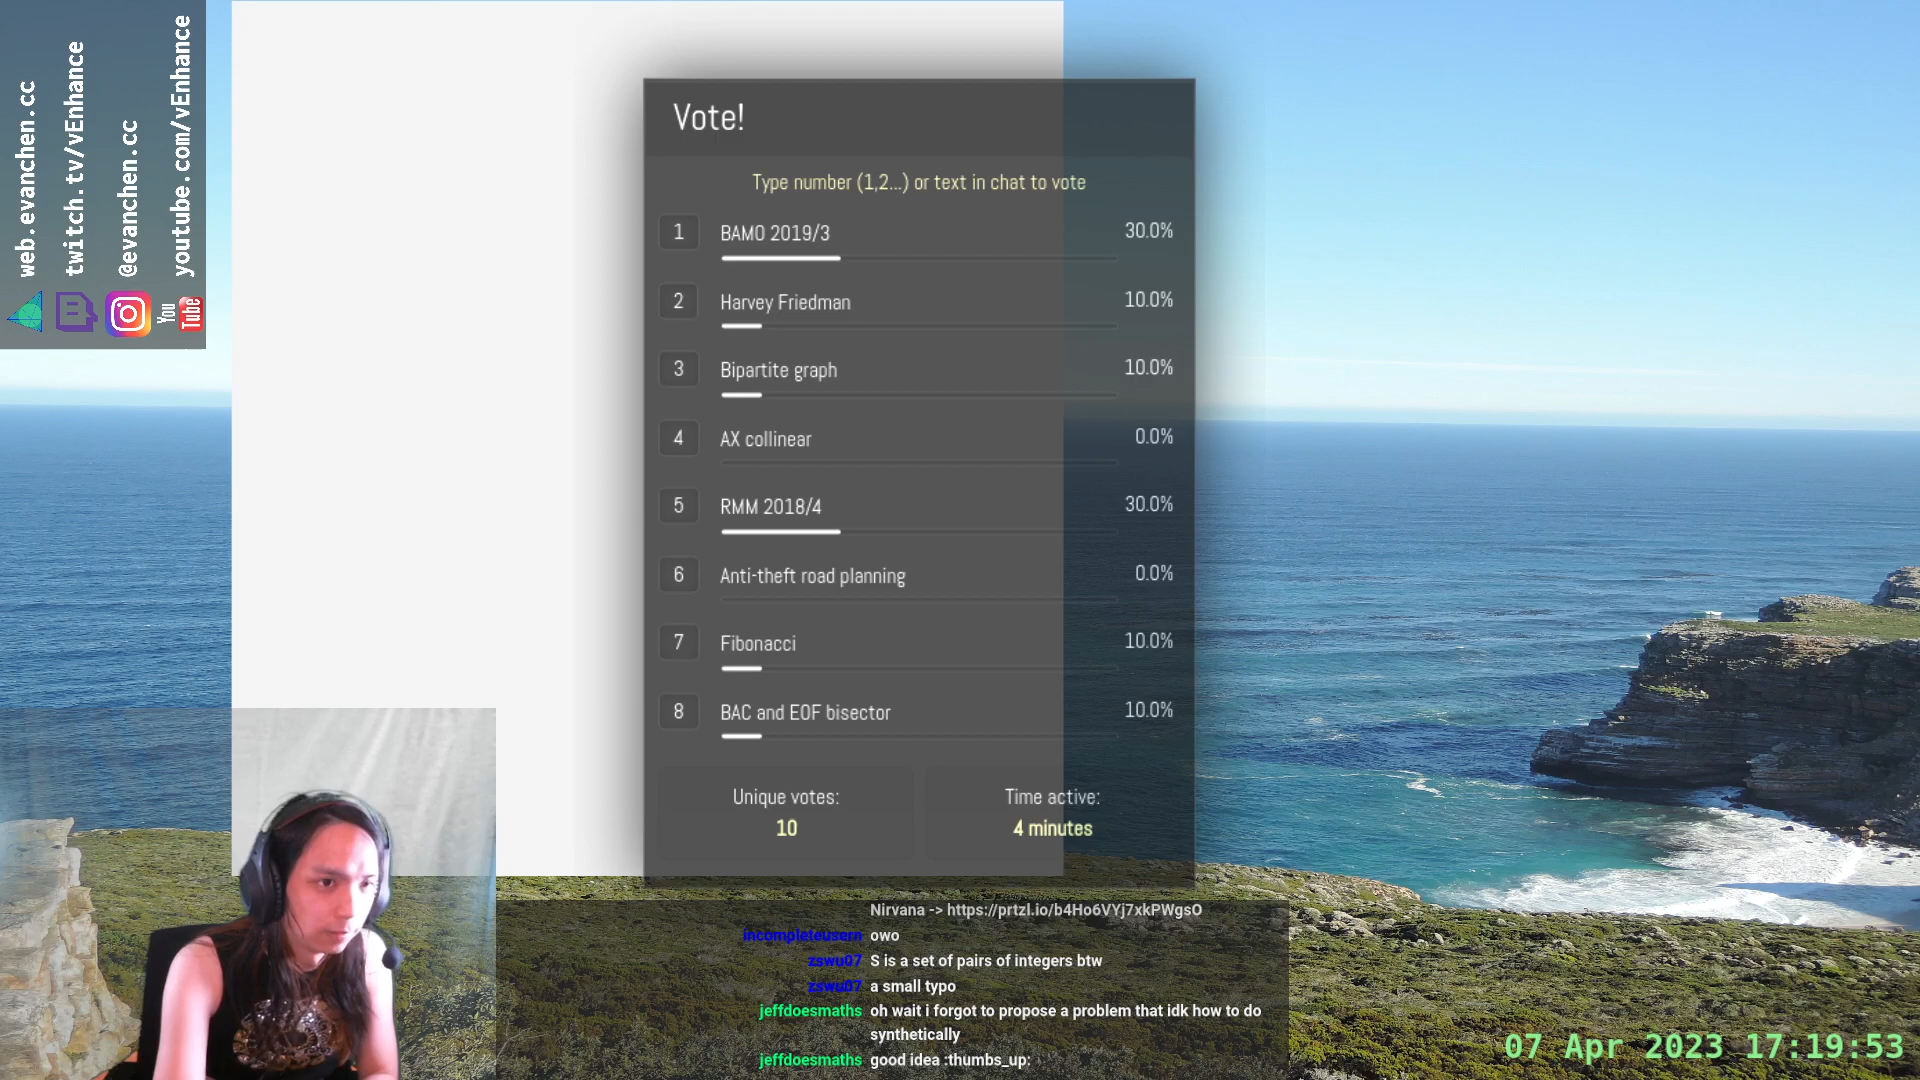 web.evanchen.cc
twitch.tv/vEnhance
@evanchen.cc
youtube.com/vEnhance
You
Tube
Vote!
Type number (1,2...) or text in chat to vote
1 BAMO 2019/3 30.0%
2 Harvey Friedman 10.0%
3 Bipartite graph 10.0%
4 AX collinear 0.0%
5 RMM 2018/4 30.0%
6 Anti-theft road planning 0.0%
7 Fibonacci 10.0%
8 BAC and EOF bisector 10.0%
Unique votes: Time active:
10 4 minutes
Nirvana -> https://prtzl.io/b4Ho6VYj7xkPWgsO
incompleteusern owo
zswu07 S is a set of pairs of integers btw
zswu07 a small typo
jeffdoesmaths oh wait i forgot to propose a problem that idk how to do
synthetically
jeffdoesmaths good idea :thumbs_up:
07 Apr 2023 17:19:53